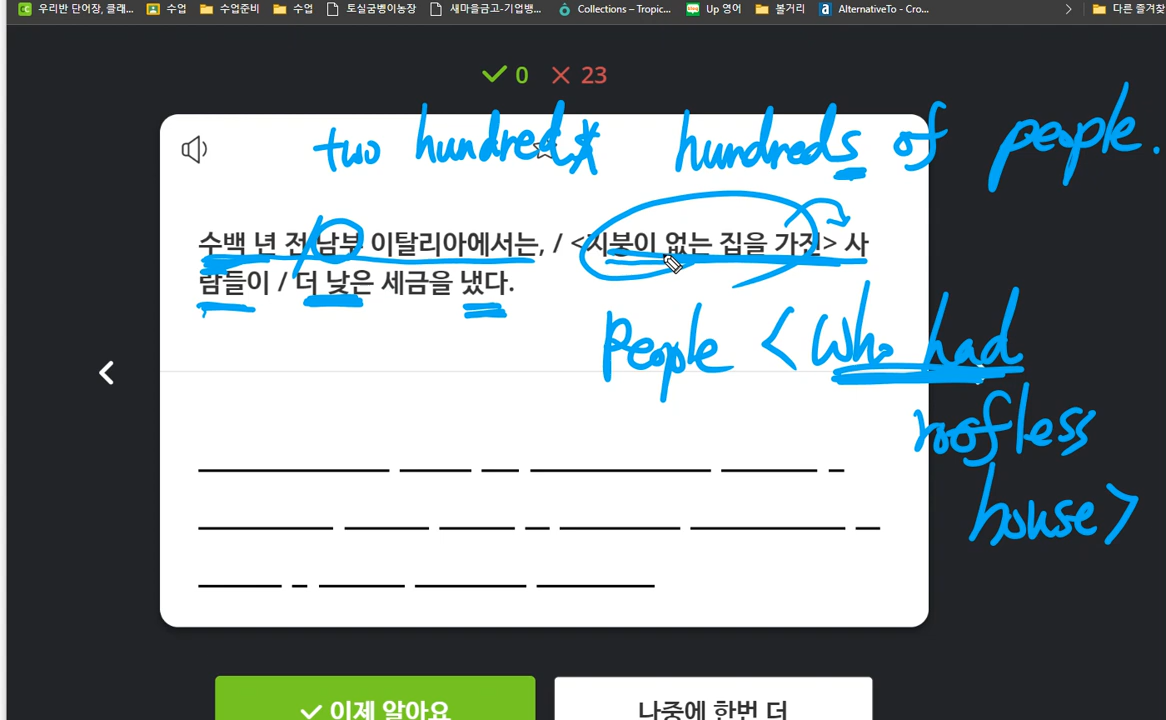 우리반 단어장, 클래... 수업 수업준비 수업 토실굼벵이농장 새마을금고-기업뱅... Collections – Tropic... Up 영어 볼거리 AlternativeTo - Cro... 다른 즐겨찾
0 23
two hundred hundreds of people.
수백 년 전 남부 이탈리아에서는, / <지붕이 없는 집을 가진> 사
람들이 / 더 낮은 세금을 냈다.
people < who had
roofless
house >
이제 알아요 나중에 한번 더